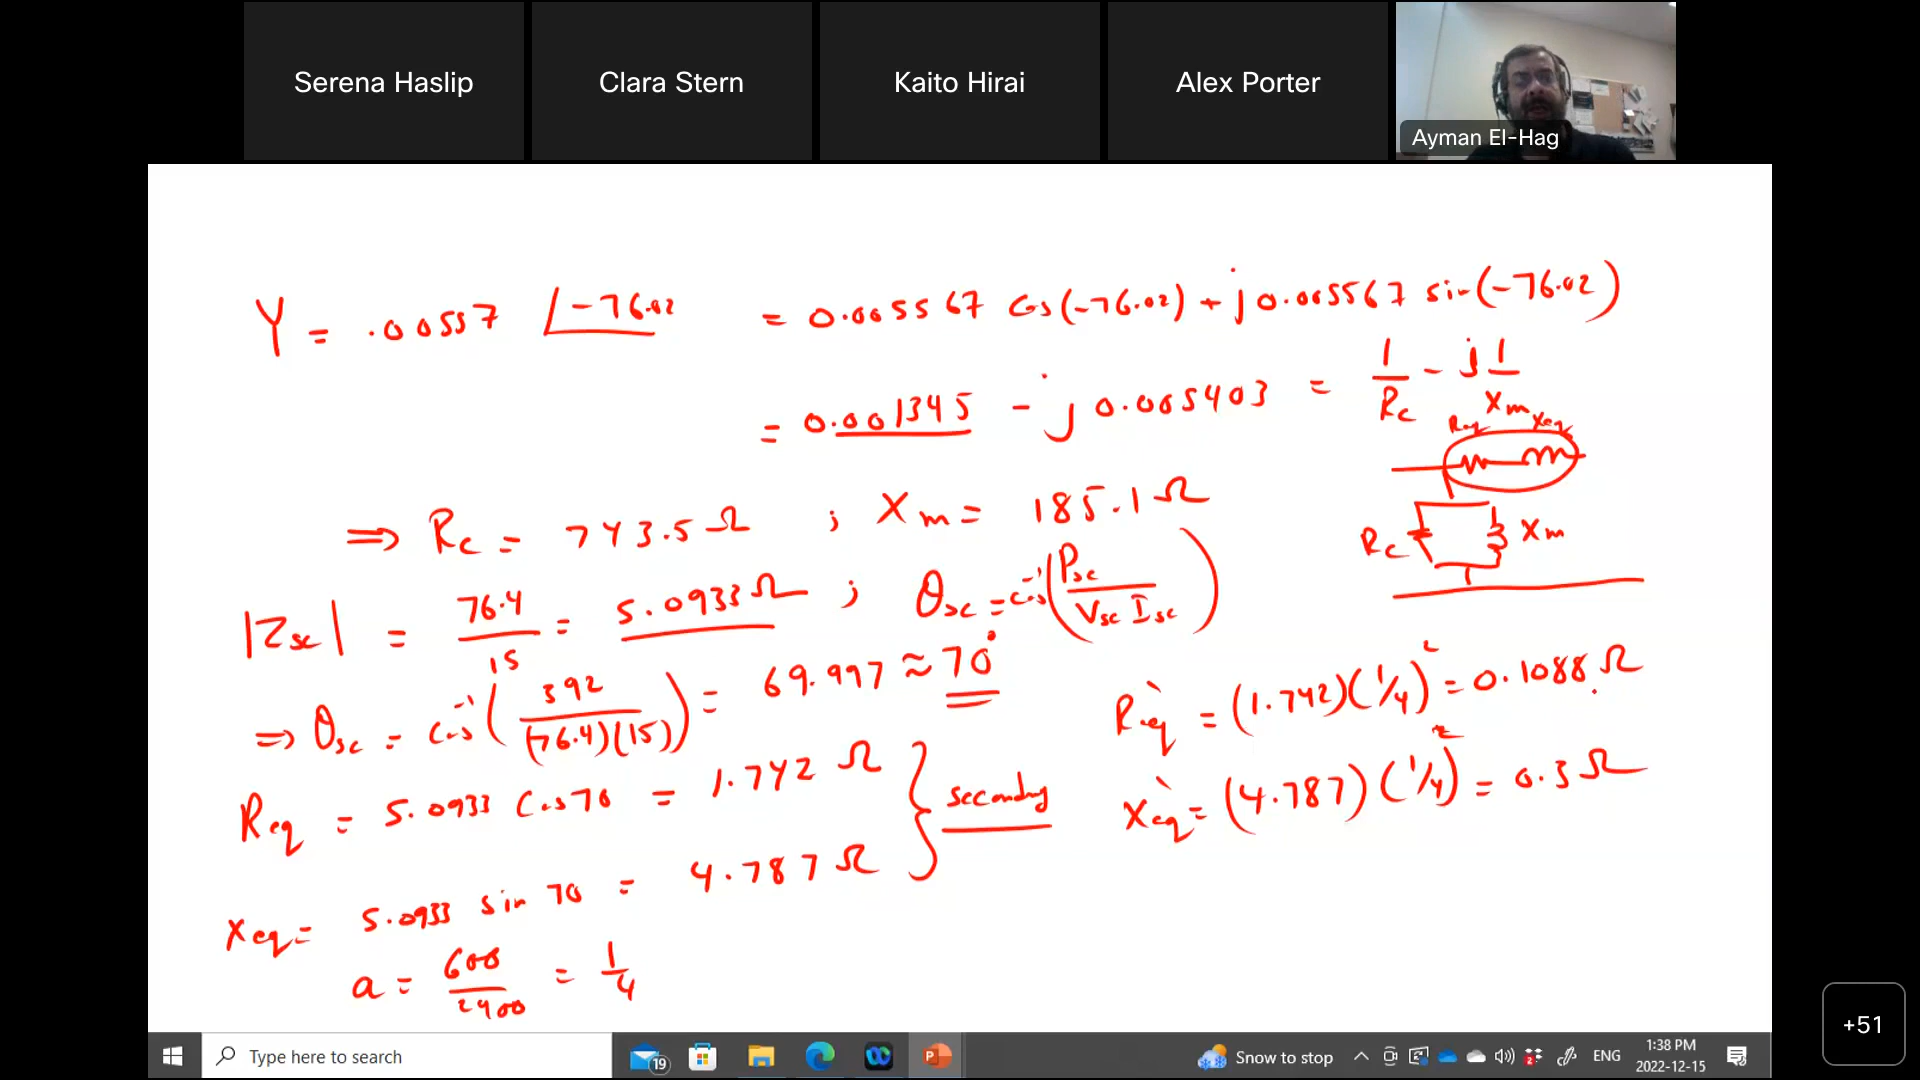 Serena Haslip
Clara Stern
Kaito Hirai
Alex Porter
Ayman El-Hag
Y = .00557 ∠-76.02 = 0.005567 cos(-76.02) + j 0.005567 sin(-76.02)
= 0.001345 - j 0.005403 = 1/Rc - j 1/Xm
Req Xeq
⇒ Rc = 743.5 Ω ; Xm = 185.1 Ω
Rc Xm
|Zsc| = 76.4/15 = 5.0933 Ω ; θsc = cos⁻¹(Psc/(Vsc Isc))
⇒ θsc = cos⁻¹(392/((76.4)(15))) = 69.997 ≈ 70°
Req = 5.0933 cos 70 = 1.742 Ω
Xeq = 5.0933 sin 70 = 4.787 Ω
secondary
a = 600/2400 = 1/4
Req` = (1.742)(1/4)² = 0.1088 Ω
Xeq` = (4.787)(1/4)² = 0.3 Ω
+51
Type here to search
19
Snow to stop
ENG
1:38 PM
2022-12-15